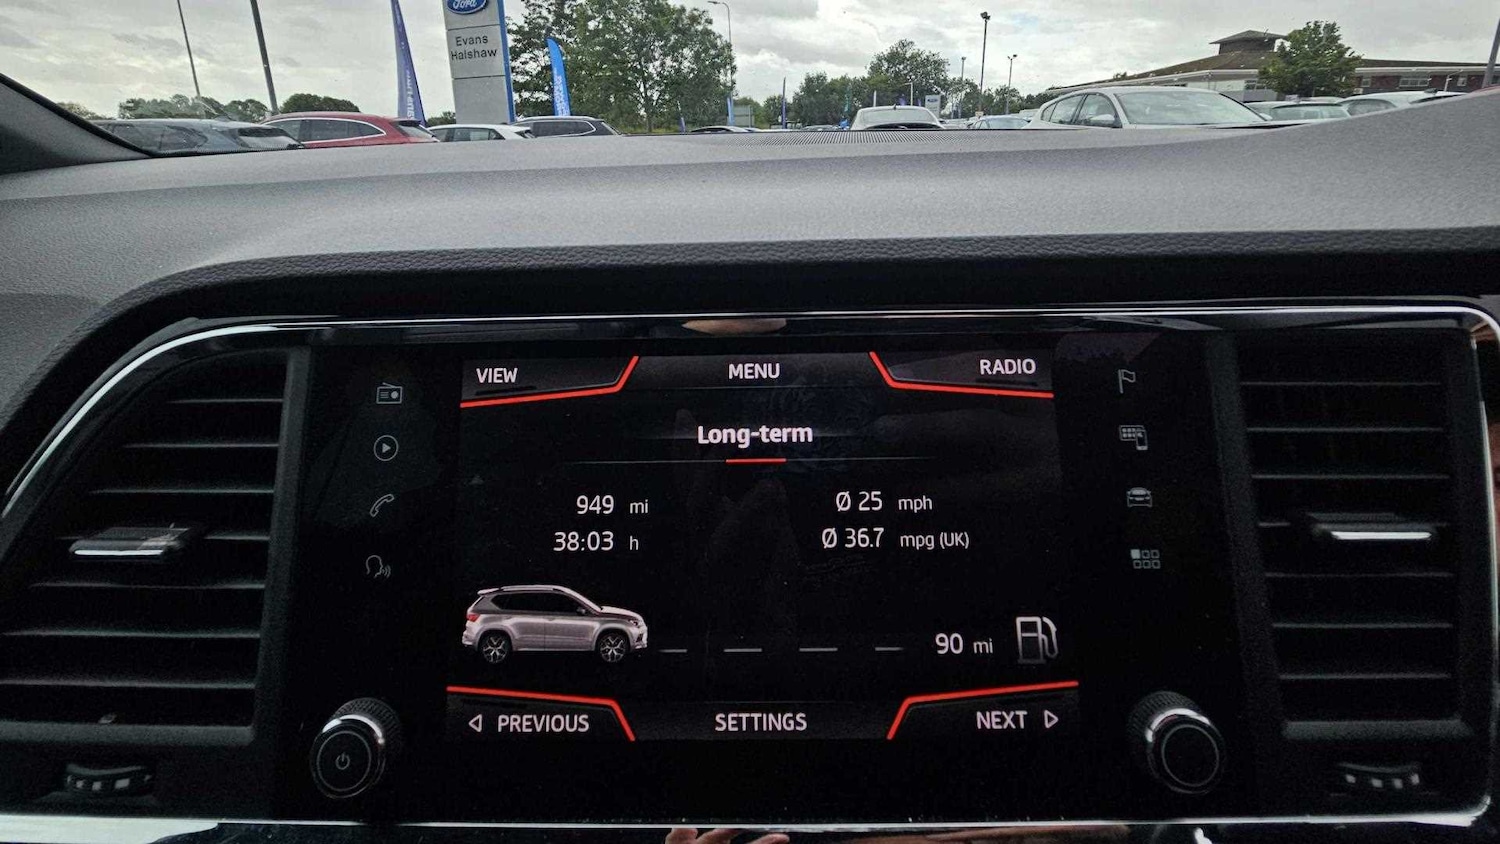 Ford
Evans
Halshaw
VIEW
MENU
RADIO
Long-term
949 mi
Ø 25 mph
38:03 h
Ø 36.7 mpg (UK)
90 mi
PREVIOUS
SETTINGS
NEXT